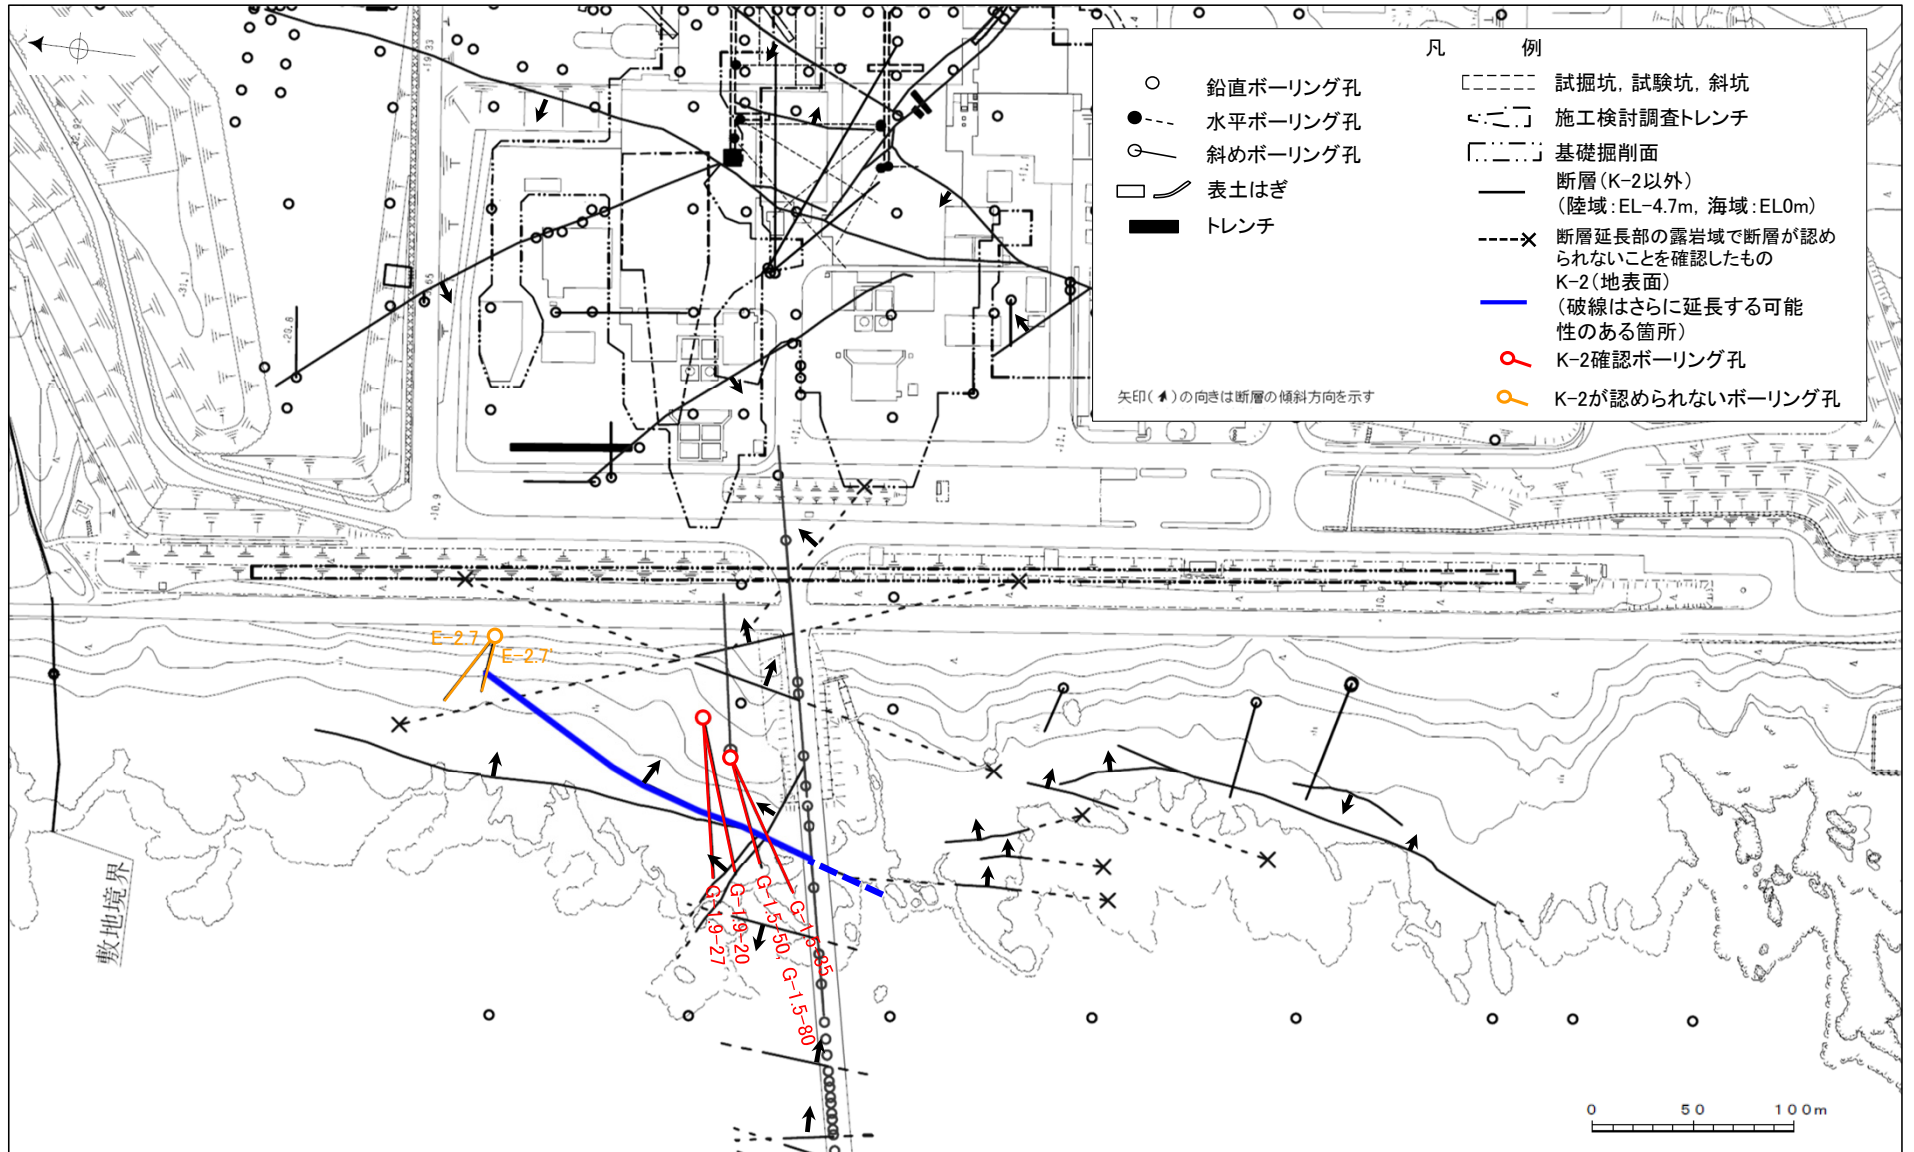 凡 例
鉛直ボーリング孔
水平ボーリング孔
斜めボーリング孔
表土はぎ
トレンチ
矢印( )の向きは断層の傾斜方向を示す
試掘坑, 試験坑, 斜坑
施工検討調査トレンチ
基礎掘削面
断層(K-2以外)
(陸域:EL-4.7m, 海域:EL0m)
断層延長部の露岩域で断層が認め
られないことを確認したもの
K-2(地表面)
(破線はさらに延長する可能
性のある箇所)
K-2確認ボーリング孔
K-2が認められないボーリング孔
E-2.7
E-2.7'
G-1.9-27
G-1.9-20
G-1.5-50, G-1.5-80
G-1.5-35
敷地境界
0 50 100m